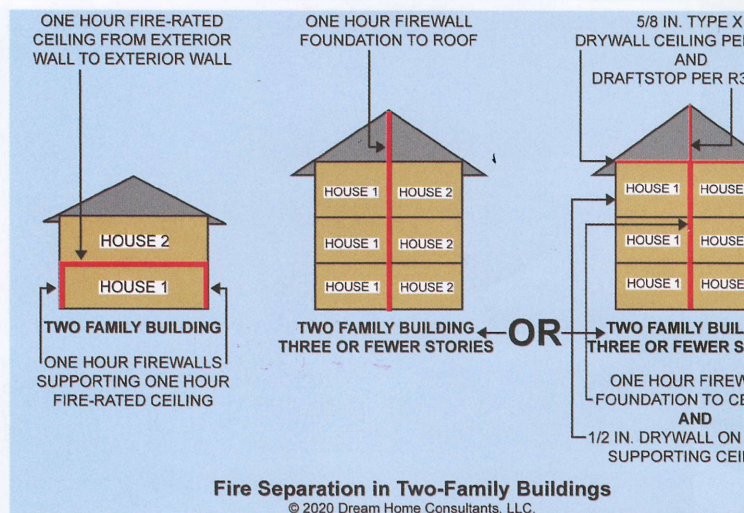 ONE HOUR FIRE-RATED
CEILING FROM EXTERIOR
WALL TO EXTERIOR WALL
ONE HOUR FIREWALL
FOUNDATION TO ROOF
5/8 IN. TYPE X
DRYWALL CEILING PE
AND
DRAFTSTOP PER R3
HOUSE 2
HOUSE 1
TWO FAMILY BUILDING
ONE HOUR FIREWALLS
SUPPORTING ONE HOUR
FIRE-RATED CEILING
HOUSE 1 HOUSE 2
HOUSE 1 HOUSE 2
HOUSE 1 HOUSE 2
TWO FAMILY BUILDING
THREE OR FEWER STORIES
OR
HOUSE 1 HOUSE
HOUSE 1 HOUSE
HOUSE 1 HOUSE
TWO FAMILY BUIL
THREE OR FEWER S
ONE HOUR FIREW
FOUNDATION TO CE
AND
1/2 IN. DRYWALL ON
SUPPORTING CEI
Fire Separation in Two-Family Buildings
© 2020 Dream Home Consultants, LLC.